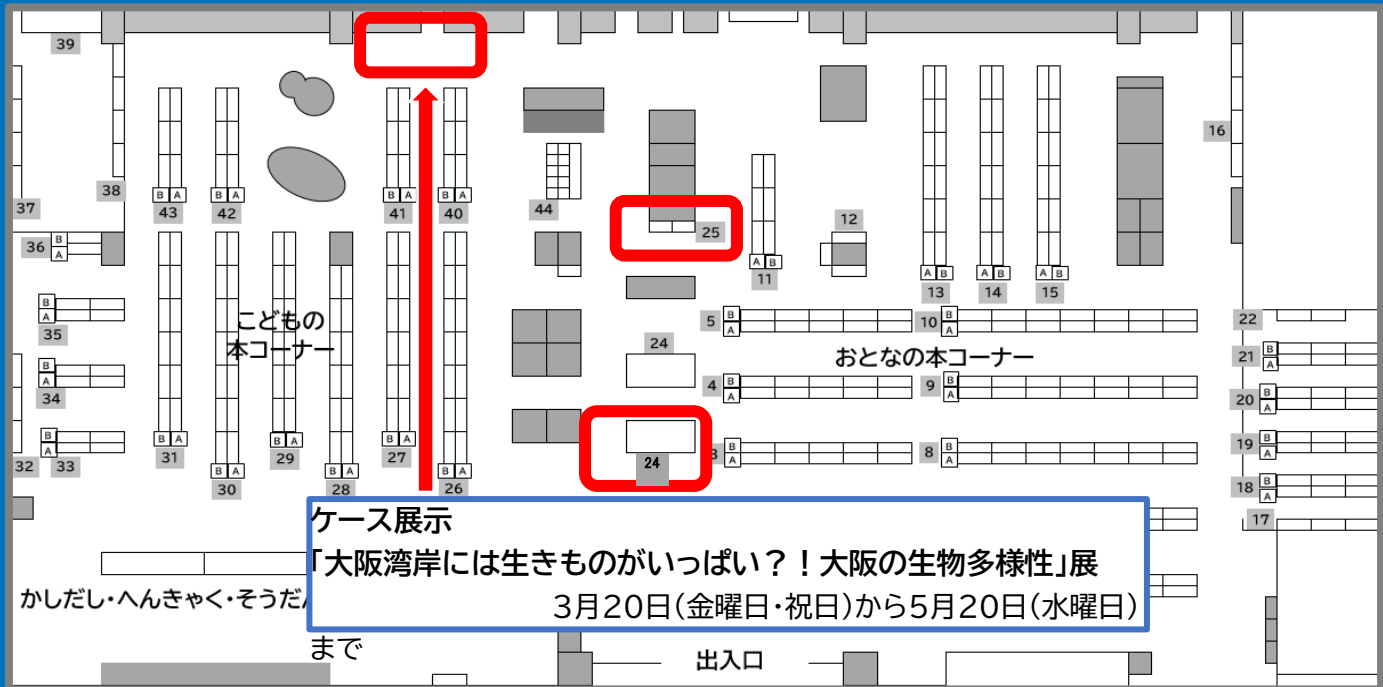 39
16
37
38
B A
43
B A
42
B A
41
B A
40
44
25
12
A B
11
A B
13
A B
14
A B
15
36
B
A
B
A
35
こどもの
本コーナー
B
A
34
B
A
32
33
B A
31
B A
30
B A
29
B A
28
B A
27
B A
26
24
24
5
B
A
10
B
A
おとなの本コーナー
4
B
A
9
B
A
3
B
A
8
B
A
22
21
B
A
20
B
A
19
B
A
18
B
A
17
ケース展示
「大阪湾岸には生きものがいっぱい？！大阪の生物多様性」展
3月20日(金曜日・祝日)から5月20日(水曜日)
まで
かしだし・へんきゃく・そうだん
出入口